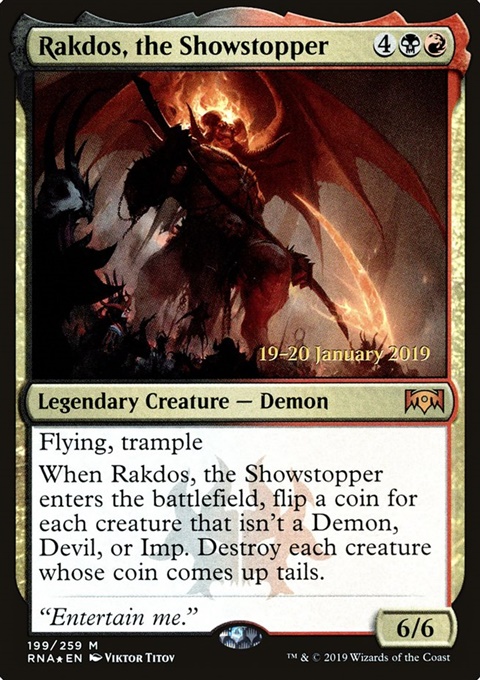 Rakdos, the Showstopper 4
19–20 January 2019
Legendary Creature — Demon
Flying, trample
When Rakdos, the Showstopper
enters the battlefield, flip a coin for
each creature that isn't a Demon,
Devil, or Imp. Destroy each creature
whose coin comes up tails.
“Entertain me.”
6/6
199/259 M
RNA★EN Viktor Titov
™ & © 2019 Wizards of the Coast